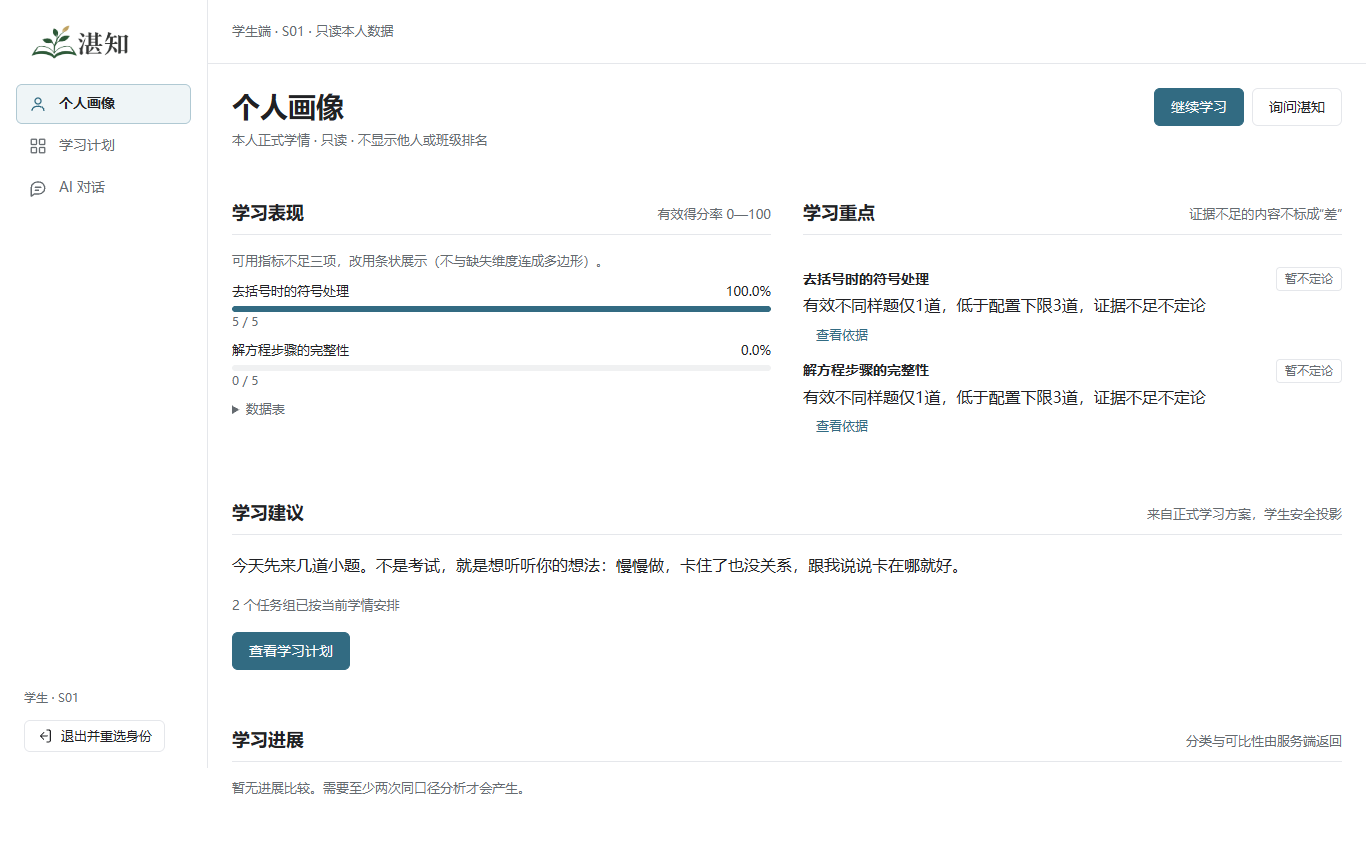 湛知
个人画像
学习计划
AI 对话
学生 · S01
退出并重选身份
学生端 · S01 · 只读本人数据
个人画像
本人正式学情 · 只读 · 不显示他人或班级排名
继续学习
询问湛知
学习表现
有效得分率 0—100
可用指标不足三项，改用条状展示（不与缺失维度连成多边形）。
去括号时的符号处理
100.0%
5 / 5
解方程步骤的完整性
0.0%
0 / 5
数据表
学习重点
证据不足的内容不标成“差”
去括号时的符号处理
暂不定论
有效不同样题仅1道，低于配置下限3道，证据不足不定论
查看依据
解方程步骤的完整性
暂不定论
有效不同样题仅1道，低于配置下限3道，证据不足不定论
查看依据
学习建议
来自正式学习方案，学生安全投影
今天先来几道小题。不是考试，就是想听听你的想法：慢慢做，卡住了也没关系，跟我说说卡在哪就好。
2 个任务组已按当前学情安排
查看学习计划
学习进展
分类与可比性由服务端返回
暂无进展比较。需要至少两次同口径分析才会产生。